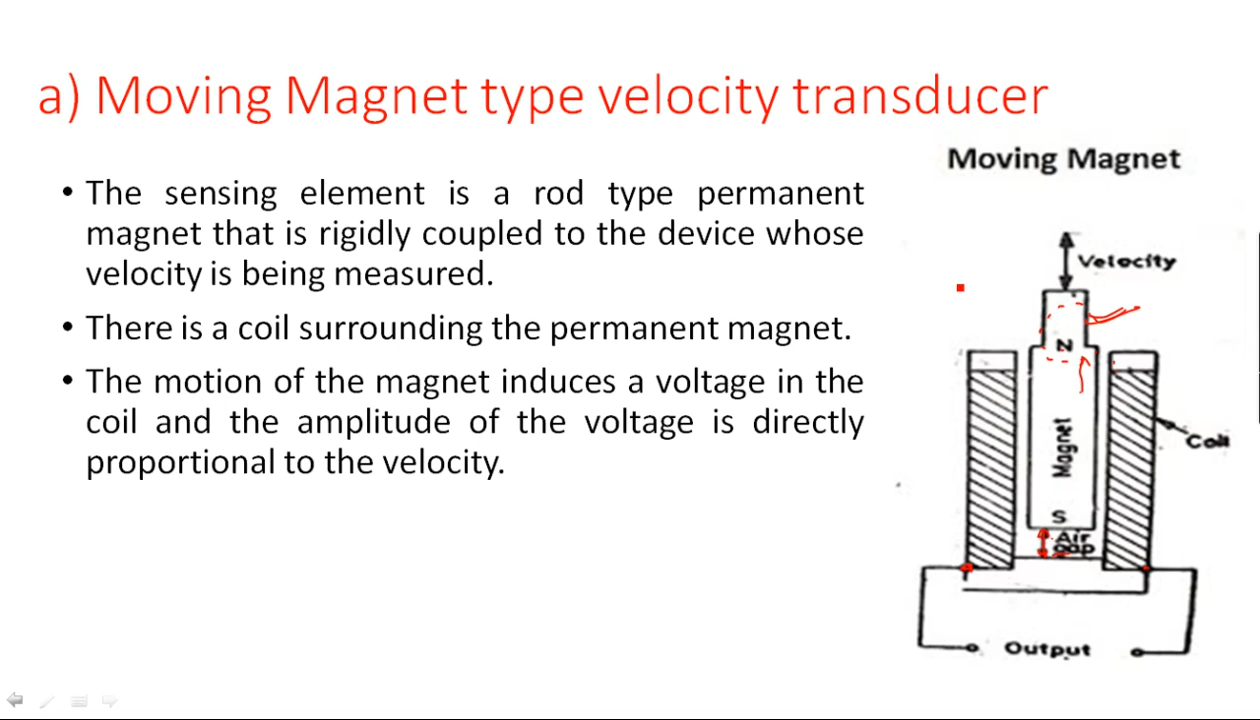 a) Moving Magnet type velocity transducer
Moving Magnet
• The sensing element is a rod type permanent
magnet that is rigidly coupled to the device whose
velocity is being measured.
• There is a coil surrounding the permanent magnet.
• The motion of the magnet induces a voltage in the
coil and the amplitude of the voltage is directly
proportional to the velocity.
Velocity
N
Magnet
Coil
S
Air
gap
Output